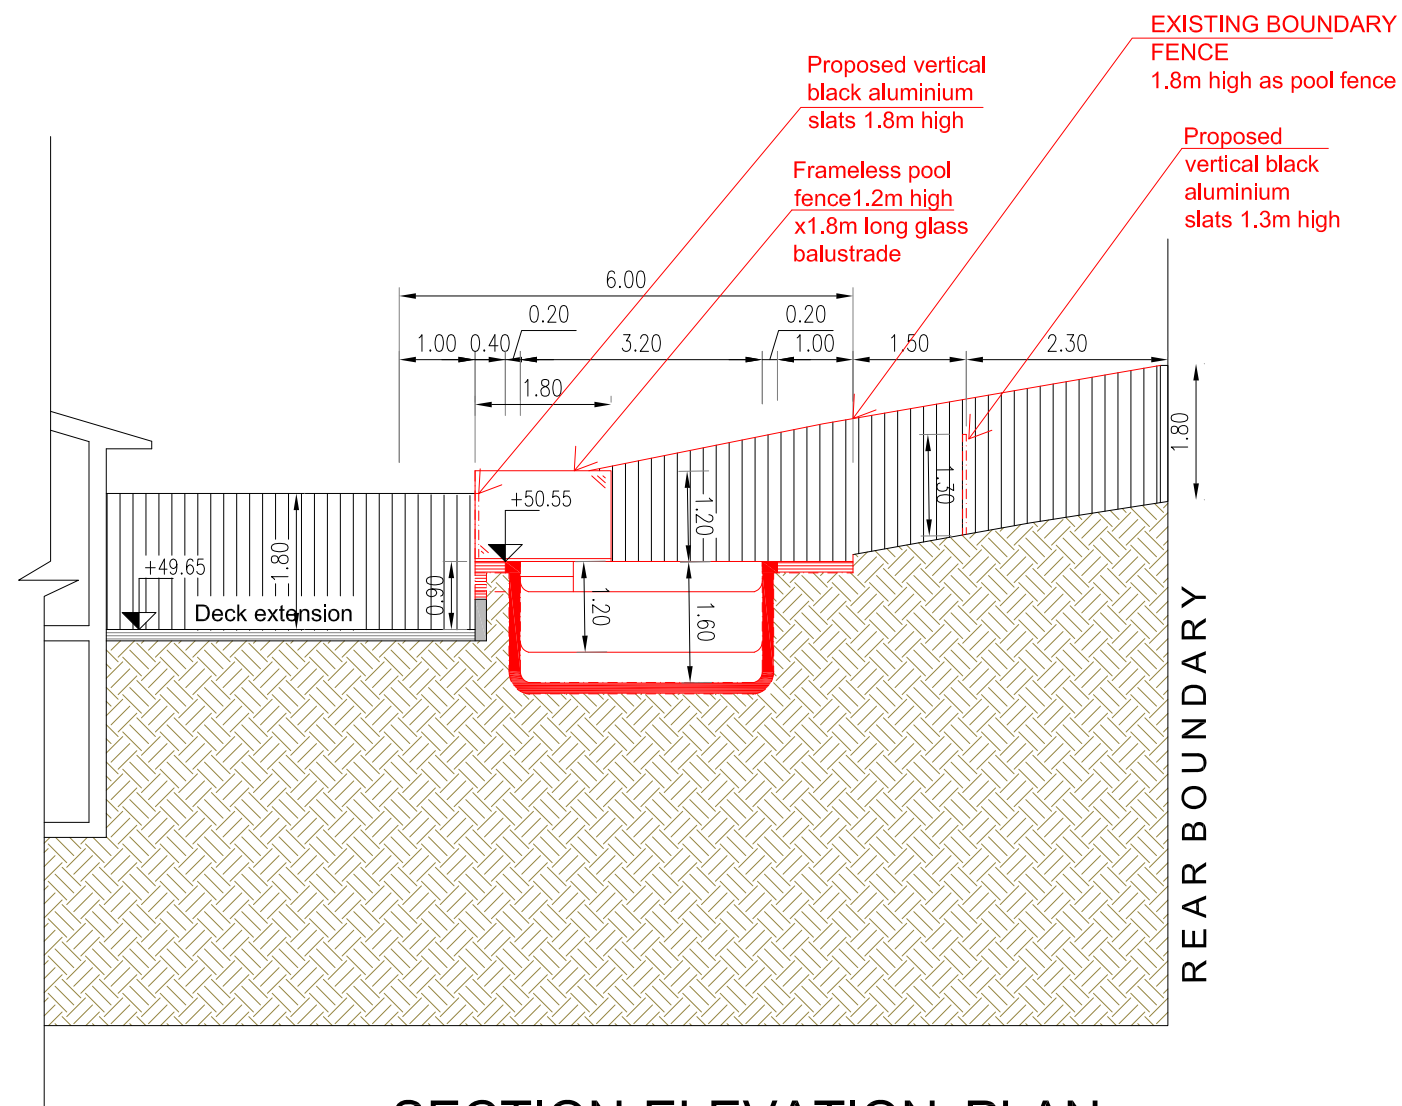 EXISTING BOUNDARY
FENCE
1.8m high as pool fence
Proposed vertical
black aluminium
slats 1.8m high
Proposed
vertical black
aluminium
slats 1.3m high
Frameless pool
fence1.2m high
x1.8m long glass
balustrade
6.00
0.20
0.20
1.00
0.40
3.20
1.00
1.50
2.30
1.80
1.80
1.30
+50.55
1.20
+49.65
1.80
0.90
Deck extension
1.20
1.60
REAR BOUNDARY
SECTION ELEVATION PLAN